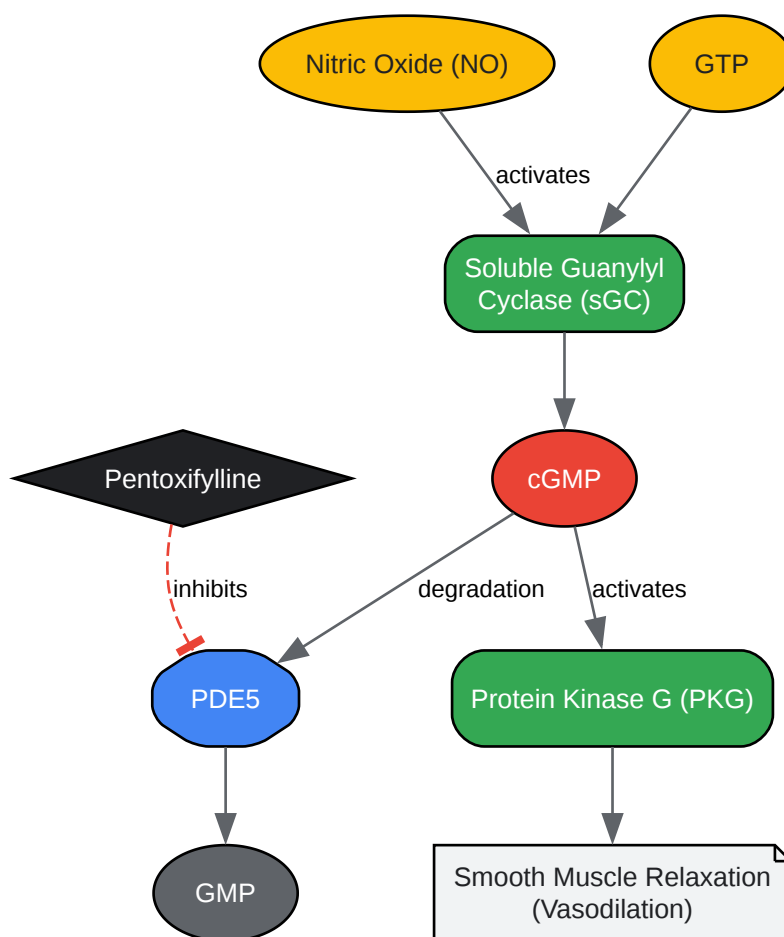 Nitric Oxide (NO)
GTP
activates
Soluble Guanylyl
Cyclase (sGC)
Pentoxifylline
cGMP
inhibits
degradation
activates
PDE5
Protein Kinase G (PKG)
GMP
Smooth Muscle Relaxation
(Vasodilation)